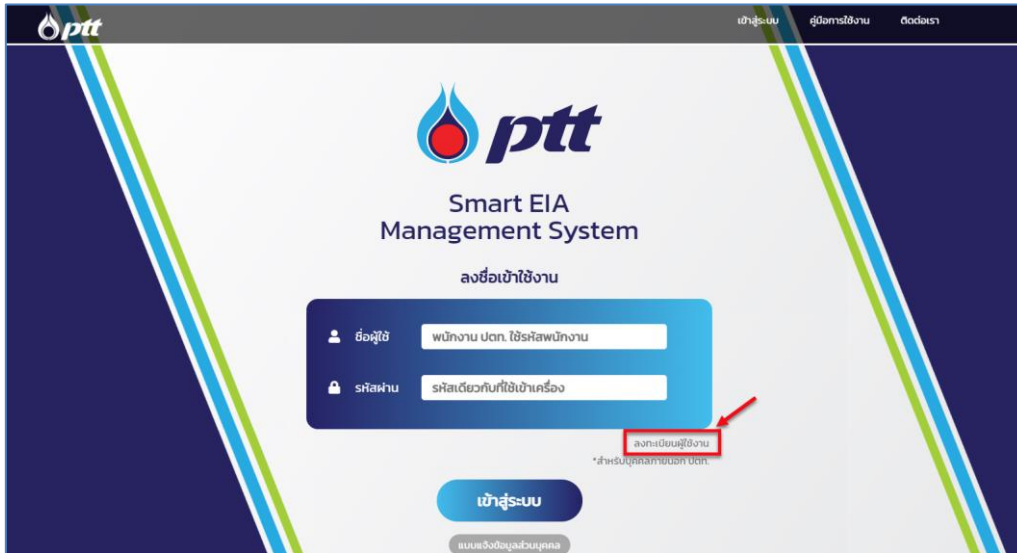 ptt
เข้าสู่ระบบ คู่มือการใช้งาน ติดต่อเรา
ptt
Smart EIA
Management System
ลงชื่อเข้าใช้งาน
ชื่อผู้ใช้ พนักงาน ปตท. ใช้รหัสพนักงาน
รหัสผ่าน รหัสเดียวกับที่ใช้เข้าเครื่อง
ลงทะเบียนผู้ใช้งาน
*สำหรับบุคคลภายนอก ปตท.
เข้าสู่ระบบ
แบบแจ้งข้อมูลส่วนบุคคล